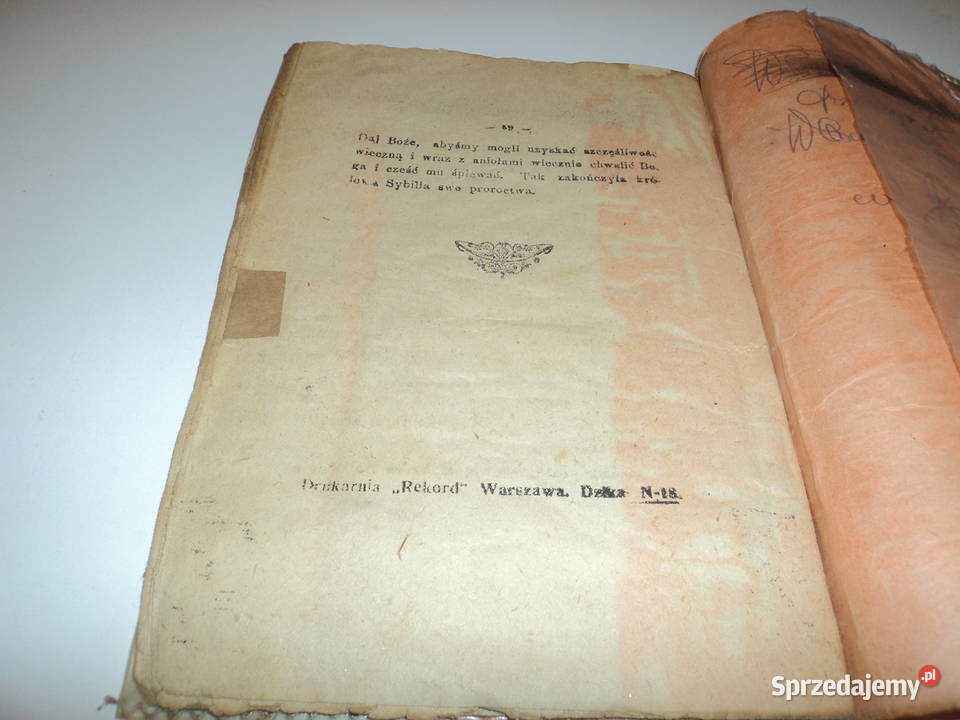 — 69 —
Daj Boże, abyśmy mogli uzyskać szczęśliwość
wieczną i wraz z aniołami wiecznie chwalić Bo-
ga i cześć mu śpiewać. Tak zakończyła kró-
lowa Sybilla swe proroctwa.
Drukarnia „Rekord" Warszawa. Dzika N-18.
Sprzedajemy.pl